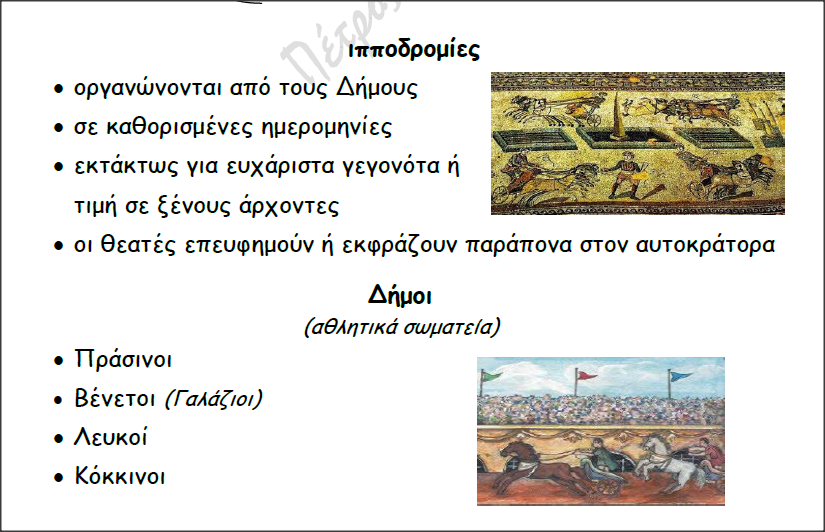 Πέτρος
ιπποδρομίες
• οργανώνονται από τους Δήμους
• σε καθορισμένες ημερομηνίες
• εκτάκτως για ευχάριστα γεγονότα ή
τιμή σε ξένους άρχοντες
• οι θεατές επευφημούν ή εκφράζουν παράπονα στον αυτοκράτορα
Δήμοι
(αθλητικά σωματεία)
• Πράσινοι
• Βένετοι (Γαλάζιοι)
• Λευκοί
• Κόκκινοι